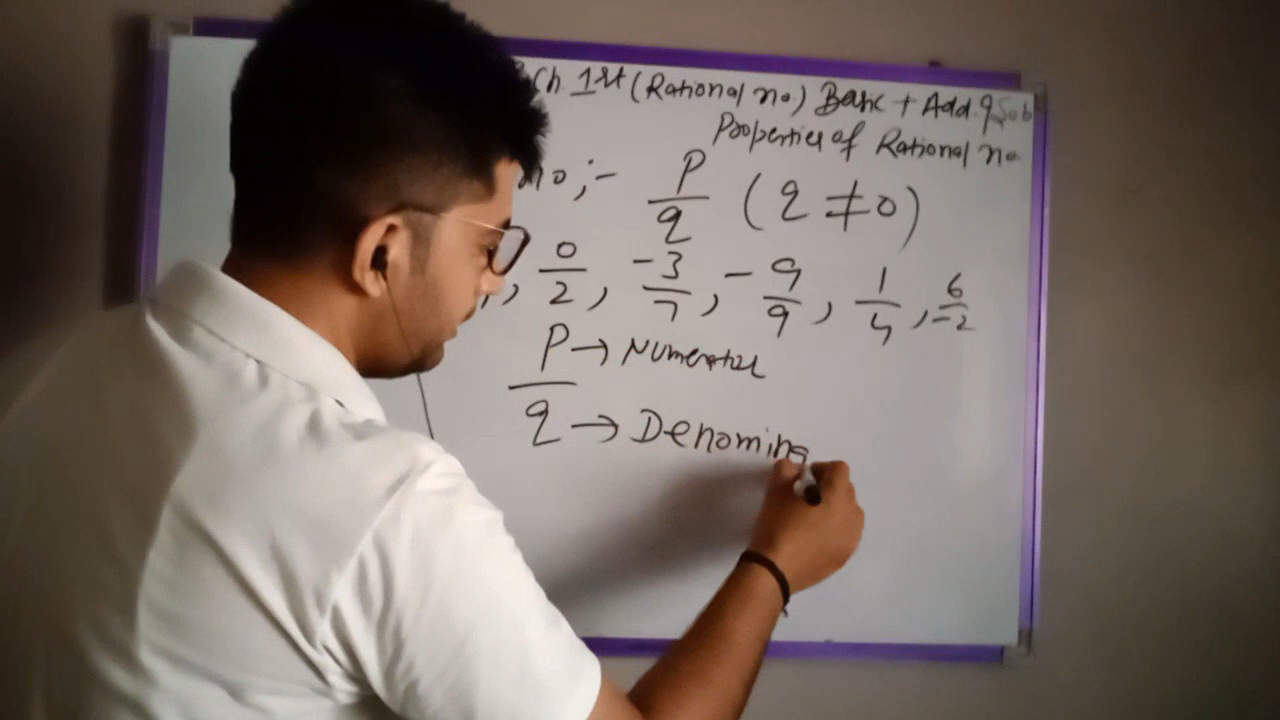 Ch. 1st (Rational no.) Basic + Add. & Sub
Properties of Rational no.
no ;- P/q (q ≠ 0)
, 0/2, -3/7, -9/9, 1/4, 6/-2
P → Numerator
q → Denomina